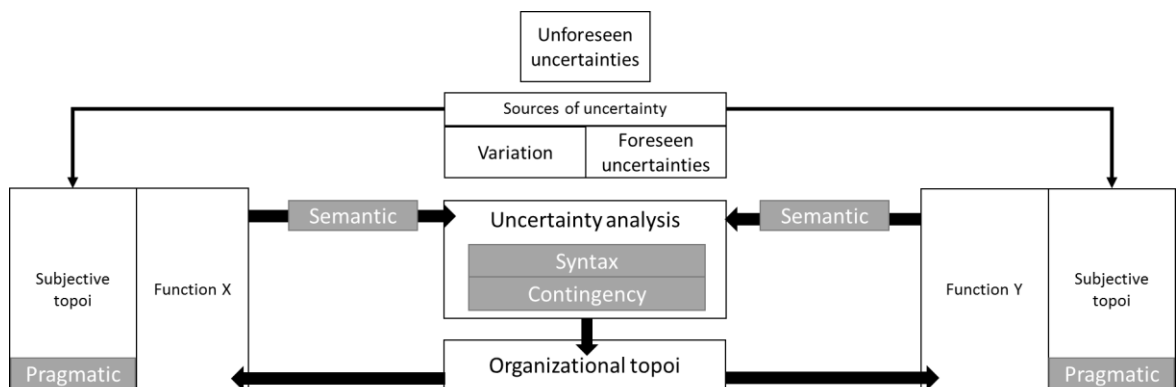 Unforeseen
uncertainties
Sources of uncertainty
Variation
Foreseen
uncertainties
Semantic
Uncertainty analysis
Semantic
Syntax
Contingency
Subjective
topoi
Function X
Function Y
Subjective
topoi
Pragmatic
Organizational topoi
Pragmatic